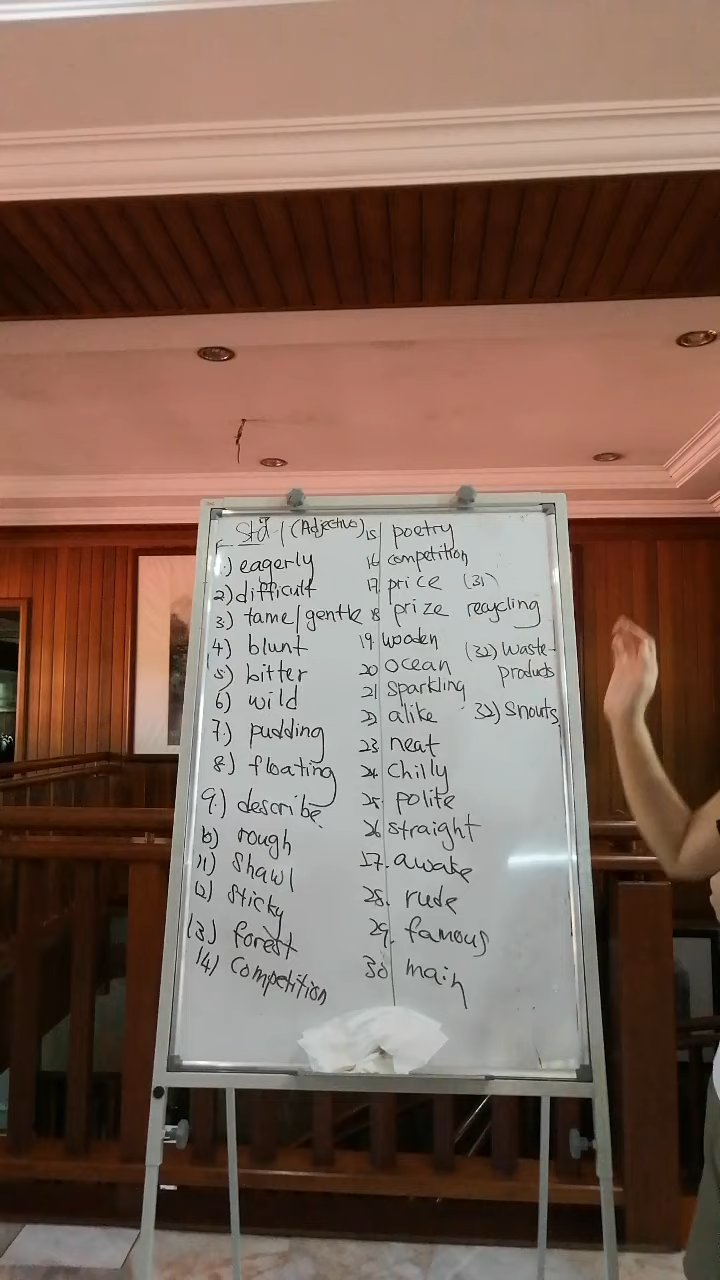 Std 1 (Adjective)
1.) eagerly
2) difficult
3) tame/gentle
4) blunt
5) bitter
6) wild
7.) pudding
8.) floating
9.) describe
10) rough
11) Shawl
12) Sticky
13) forest
14) Competition
15 poetry
16 competition
17. price
18 prize
19. wooden
20 ocean
21 Sparkling
22) alike
23 neat
24. Chilly
25. polite
26 straight
27. awake
28. rude
29. famous
30 main
(31)
recycling
(32) Waste-
products
32) Snouts